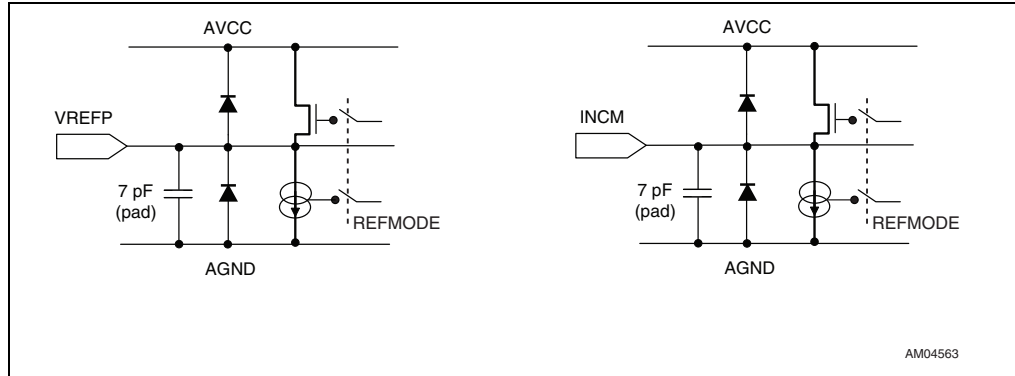 AVCC
VREFP
7 pF
(pad)
REFMODE
AGND
AVCC
INCM
7 pF
(pad)
REFMODE
AGND
AM04563